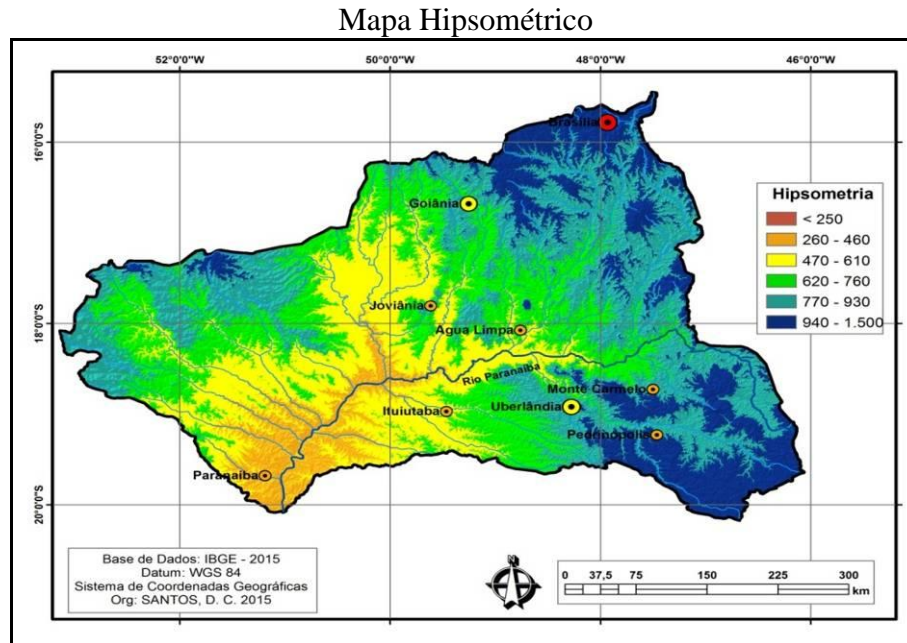 Mapa Hipsométrico
52°0'0"W 50°0'0"W 48°0'0"W 46°0'0"W
16°0'0"S
18°0'0"S
20°0'0"S
Brasília
Goiânia
Joviânia
Agua Limpa
Rio Paranaiba
Monte Carmelo
Ituiutaba
Uberlândia
Pedrinópolis
Paranaiba
Hipsometria
< 250
260 - 460
470 - 610
620 - 760
770 - 930
940 - 1.500
Base de Dados: IBGE - 2015
Datum: WGS 84
Sistema de Coordenadas Geográficas
Org: SANTOS, D. C. 2015
N
0 37,5 75 150 225 300
km